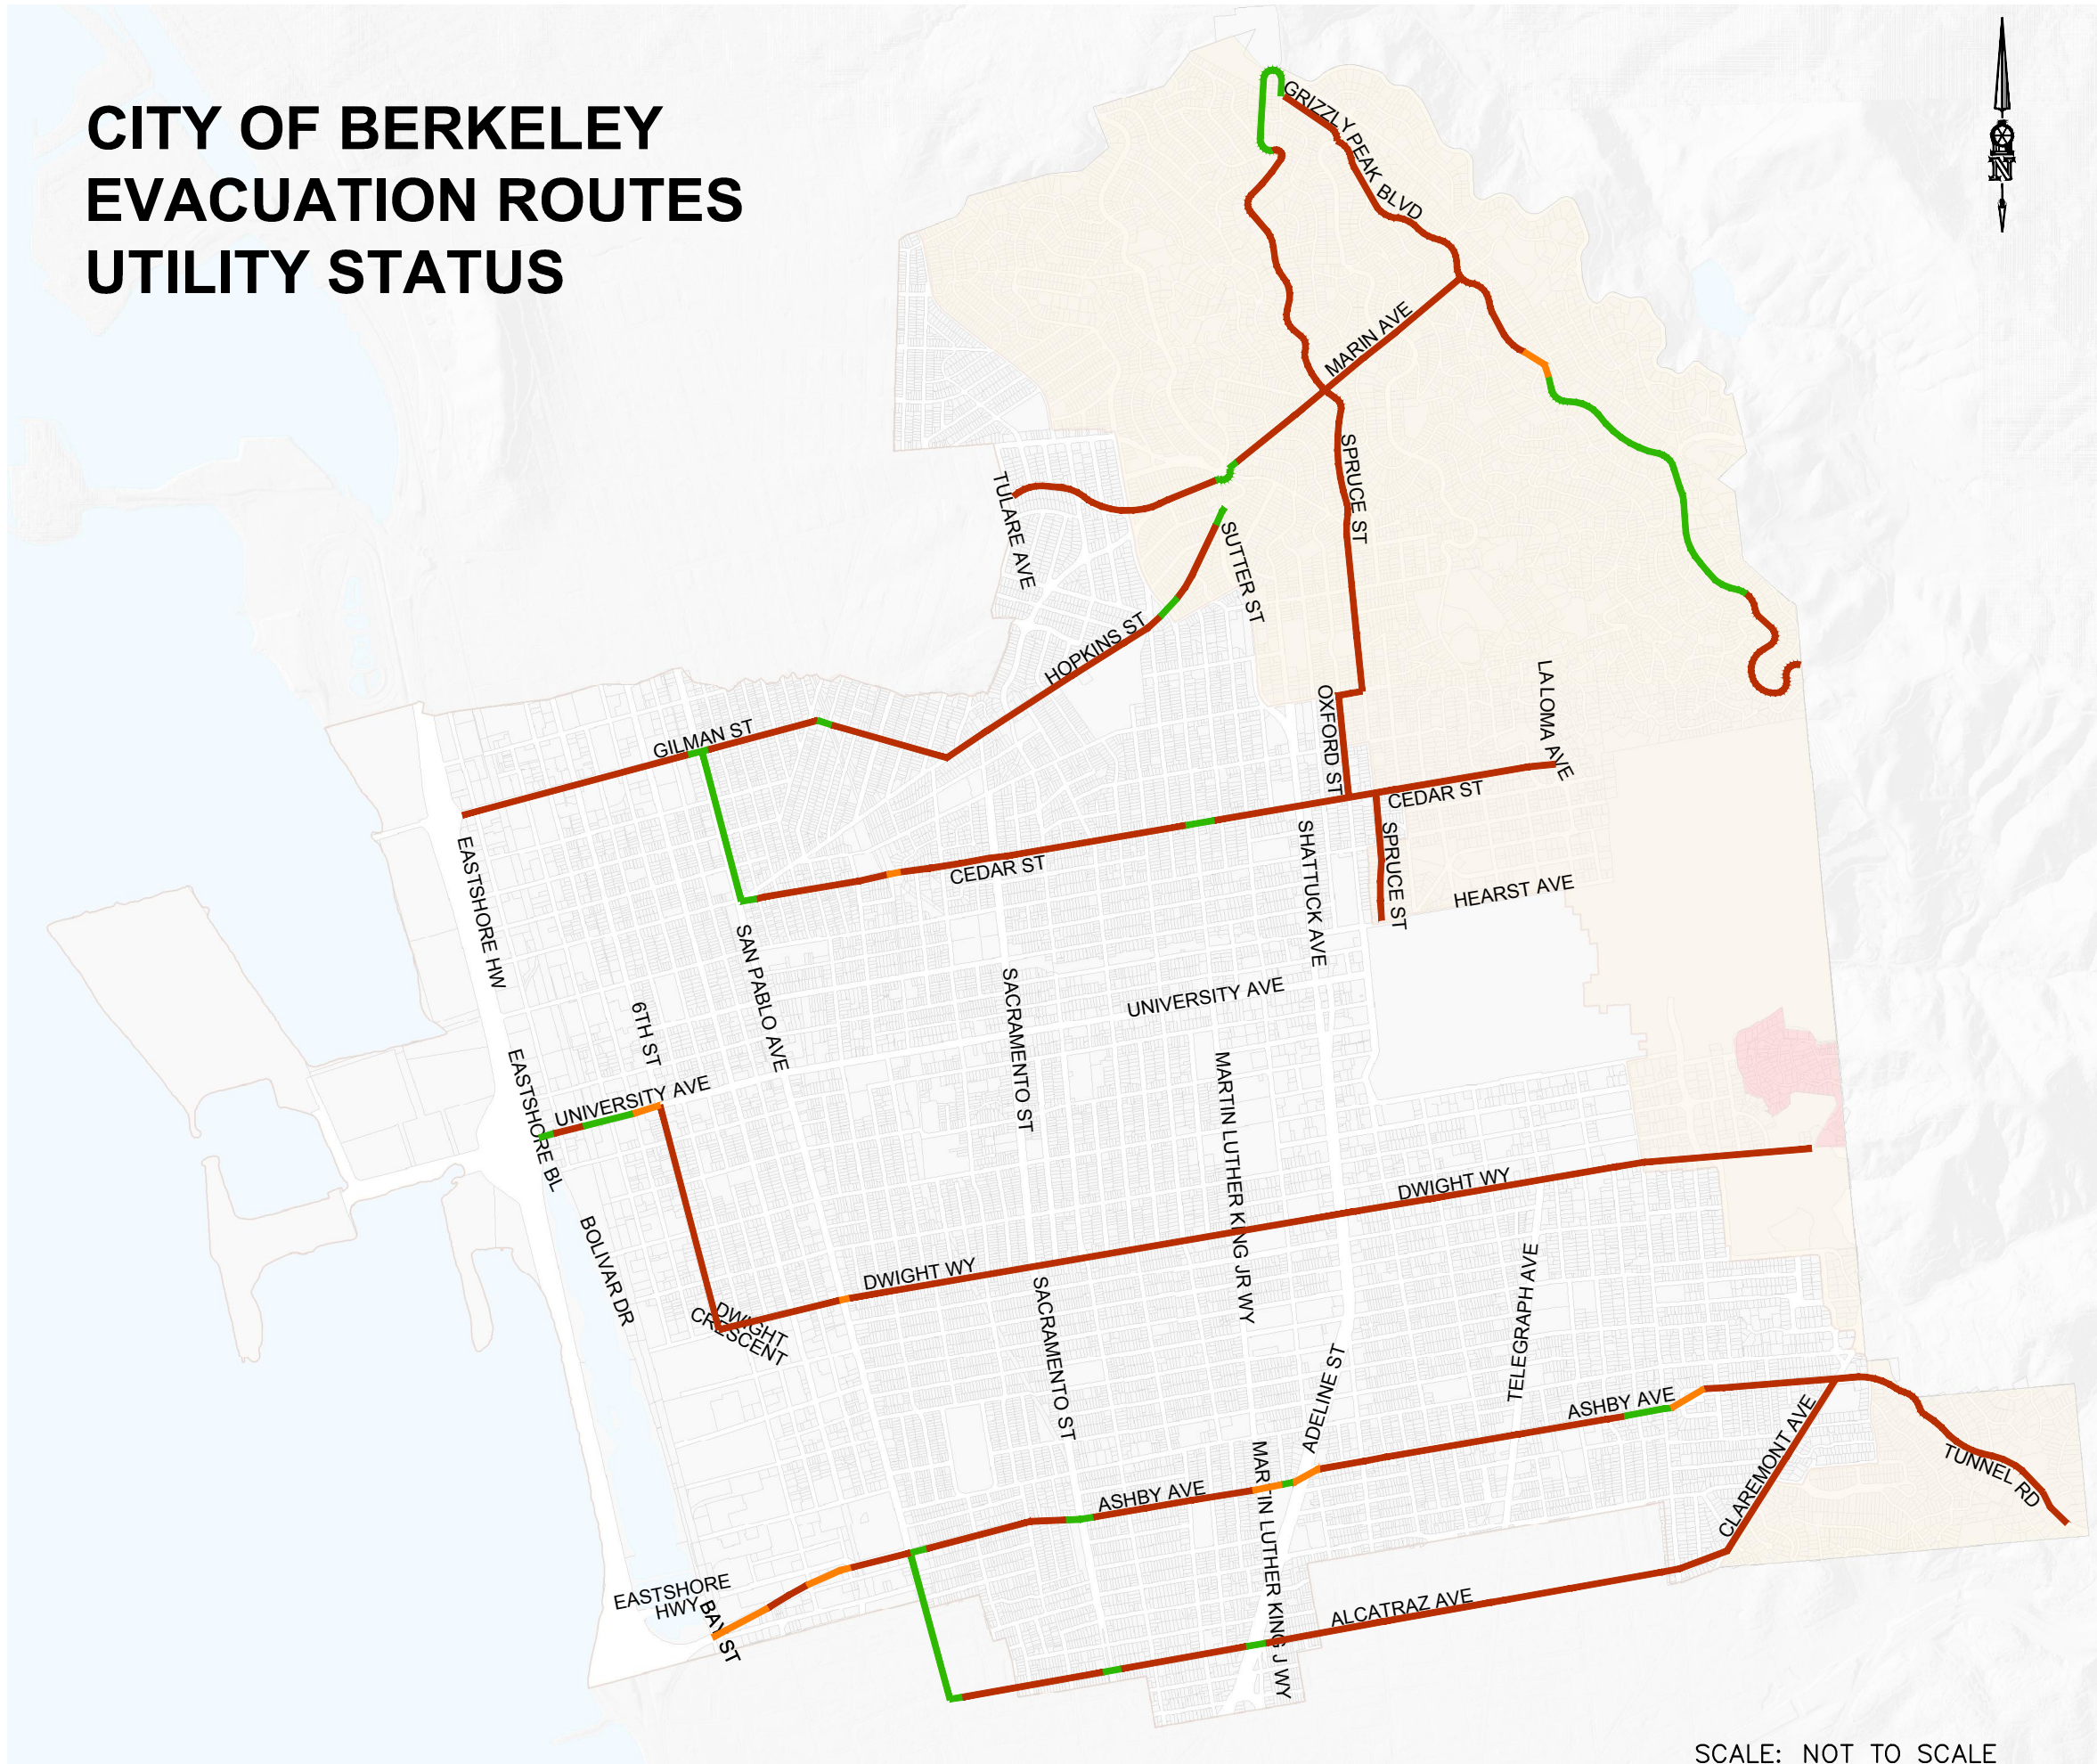 CITY OF BERKELEY
EVACUATION ROUTES
UTILITY STATUS
N
GRIZZLY PEAK BLVD
MARIN AVE
SPRUCE ST
TULARE AVE
SUTTER ST
HOPKINS ST
LA LOMA AVE
OXFORD ST
GILMAN ST
CEDAR ST
CEDAR ST
SPRUCE ST
SHATTUCK AVE
HEARST AVE
EASTSHORE HW
SAN PABLO AVE
SACRAMENTO ST
UNIVERSITY AVE
6TH ST
EASTSHORE BL
UNIVERSITY AVE
MARTIN LUTHER KING JR WY
DWIGHT WY
BOLIVAR DR
DWIGHT WY
DWIGHT
CRESCENT
SACRAMENTO ST
TELEGRAPH AVE
ADELINE ST
ASHBY AVE
CLAREMONT AVE
TUNNEL RD
ASHBY AVE
MARTIN LUTHER KING J WY
EASTSHORE
HWY
BAY ST
ALCATRAZ AVE
SCALE: NOT TO SCALE